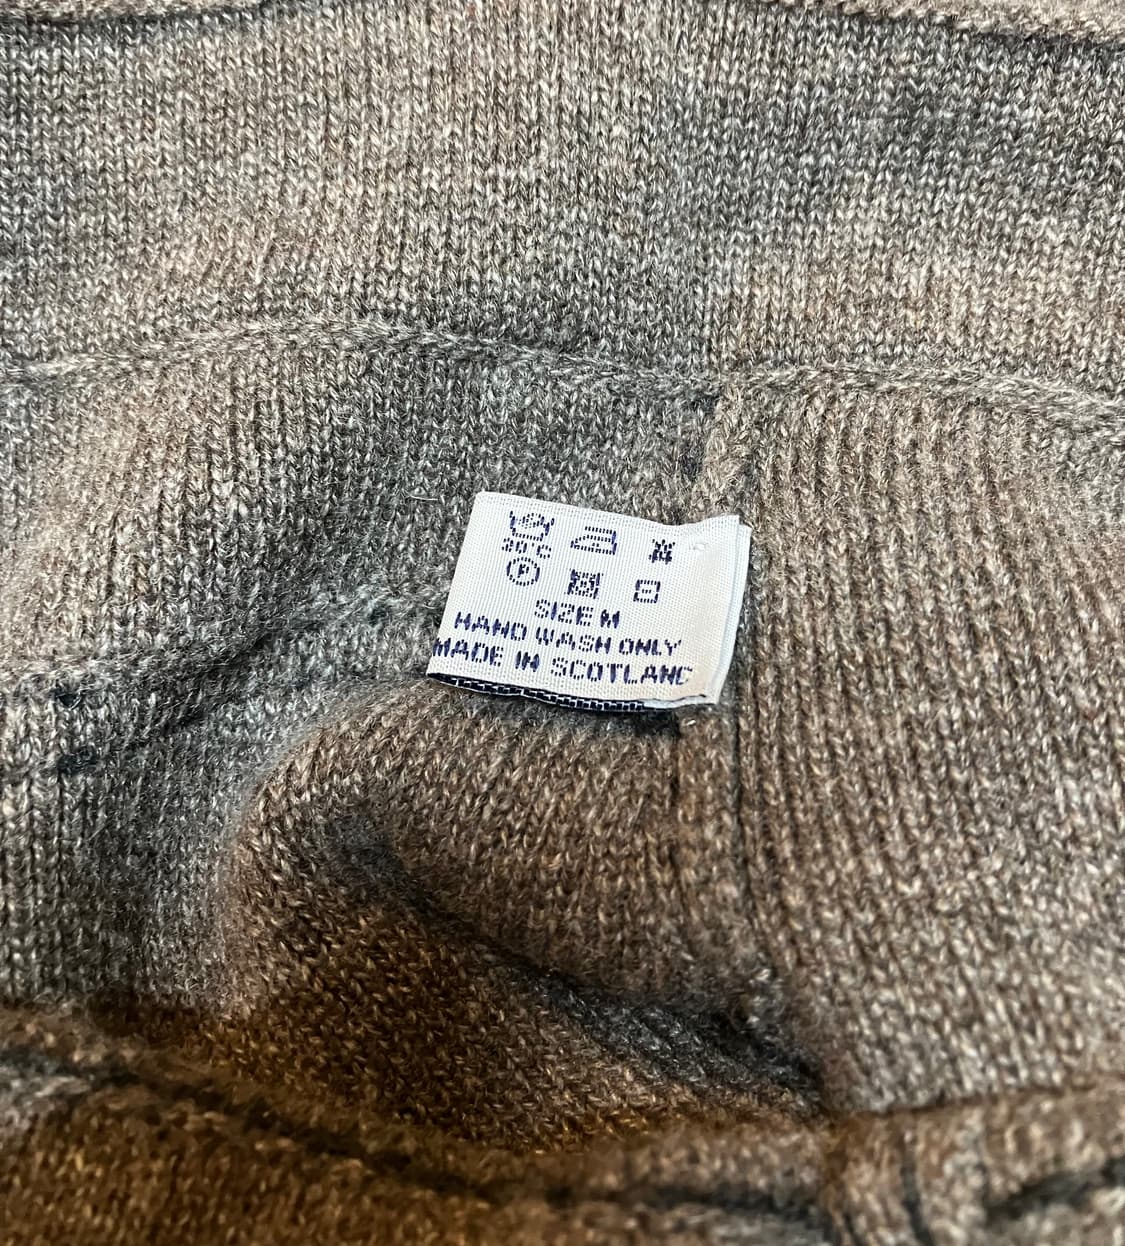 P
SIZE M
HAND WASH ONLY
MADE IN SCOTLAND